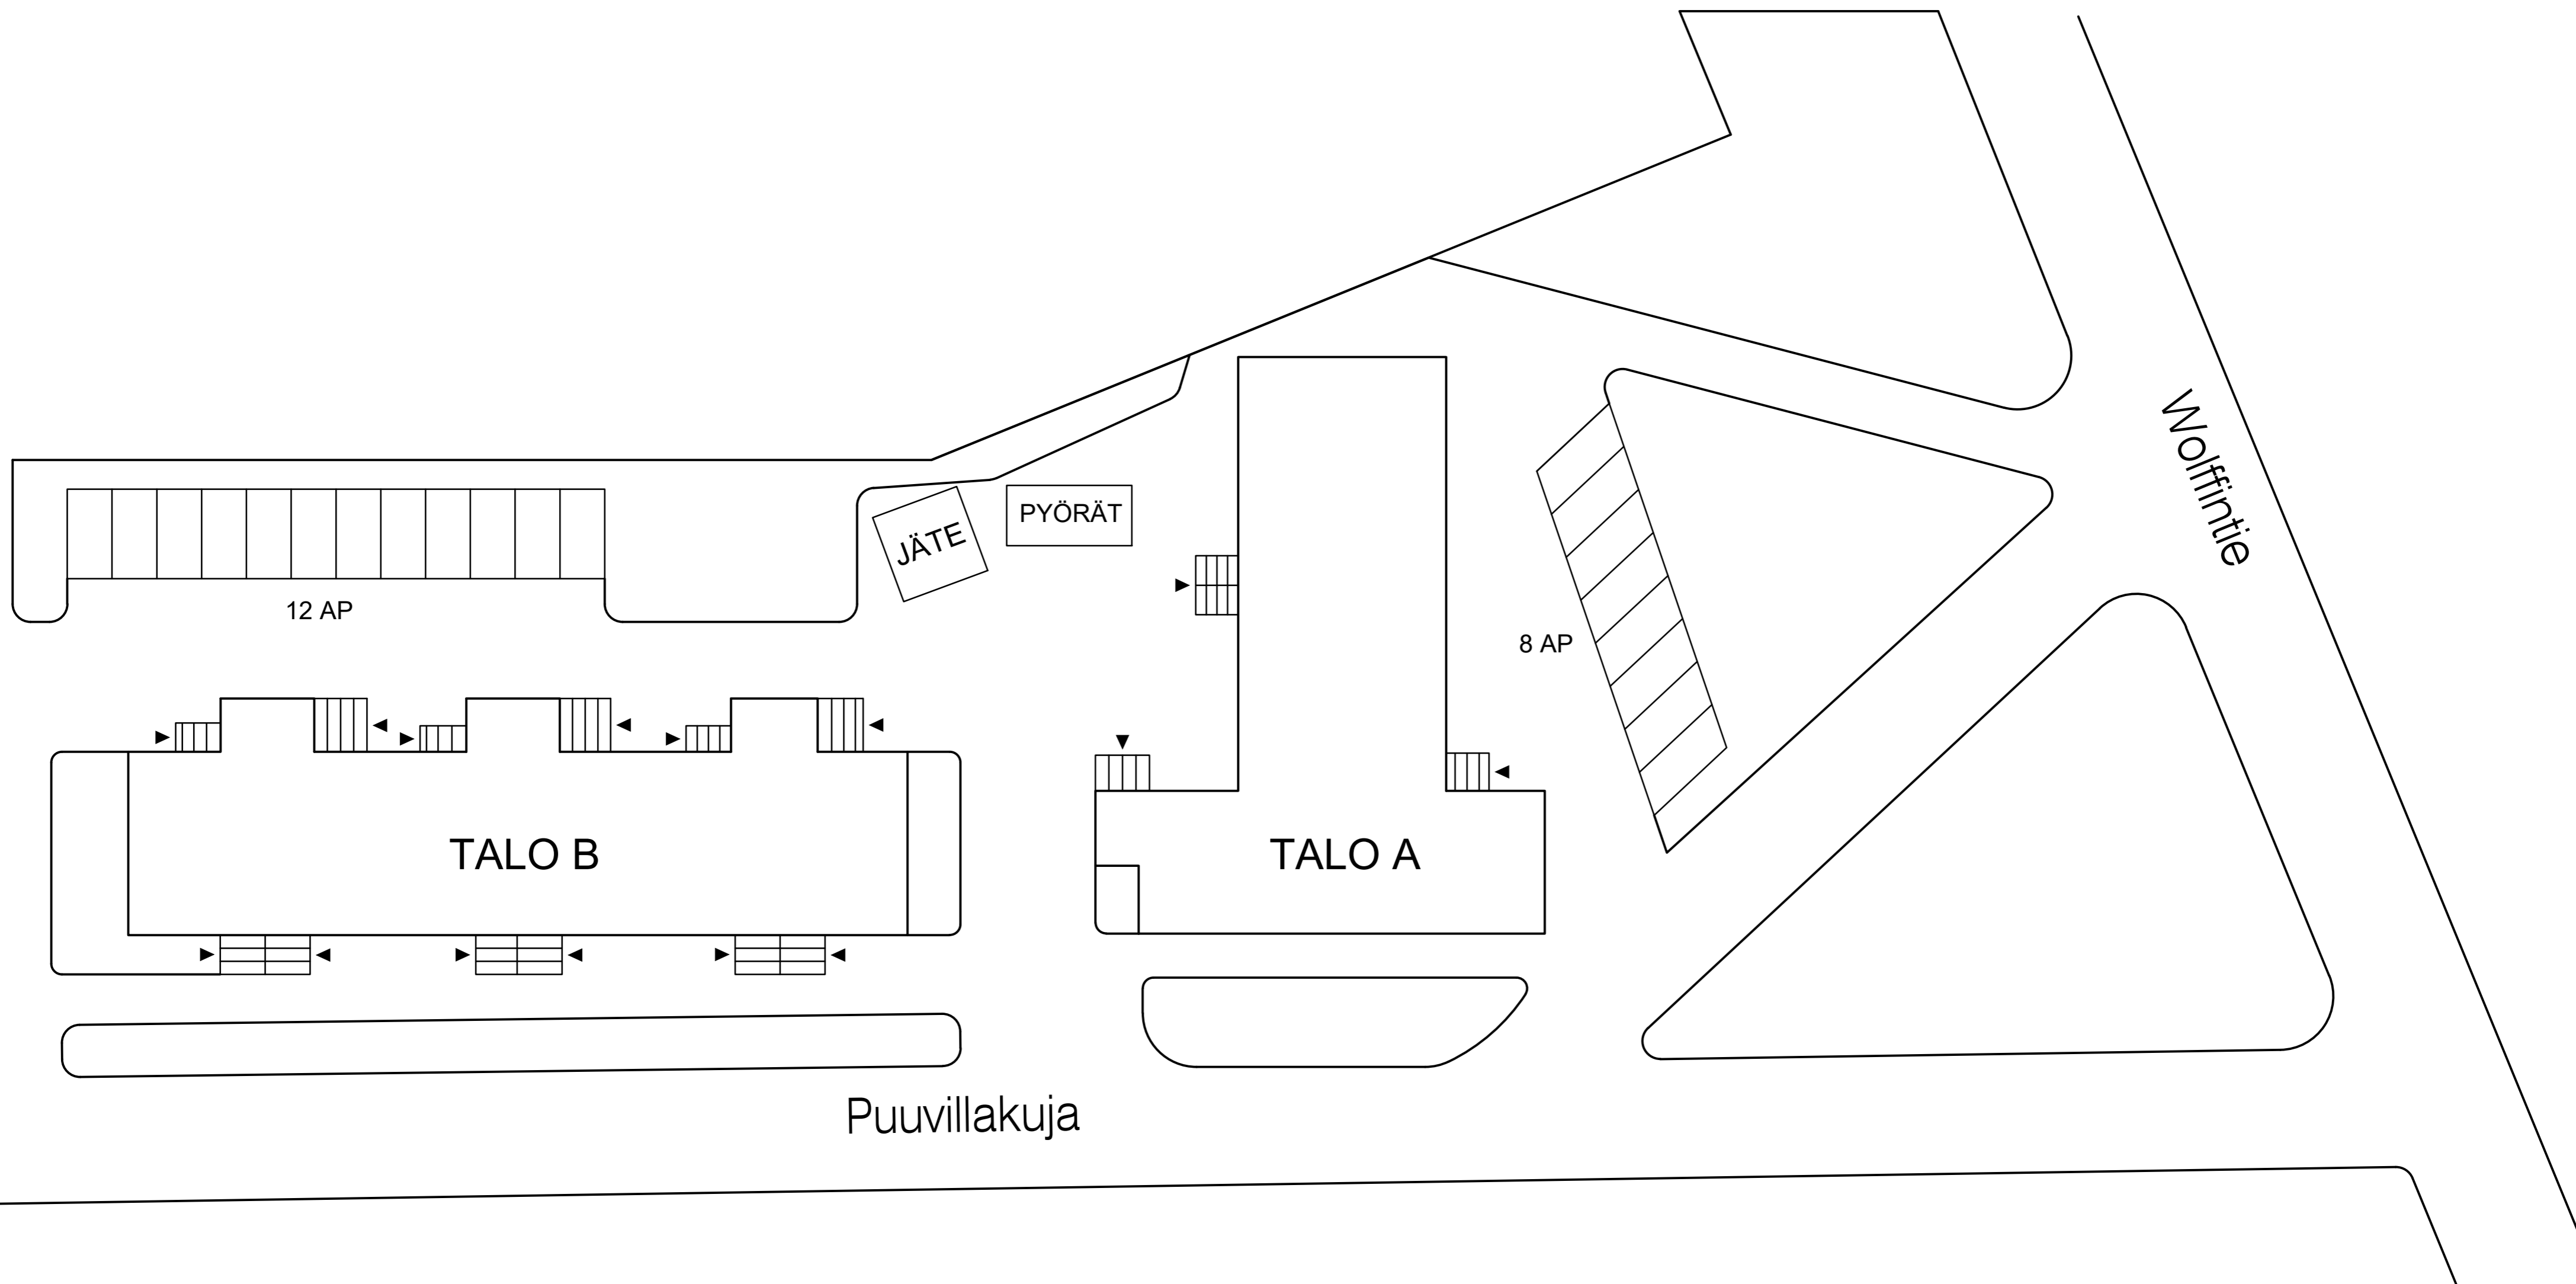 Wolffintie
JÄTE
PYÖRÄT
12 AP
8 AP
TALO B
TALO A
Puuvillakuja